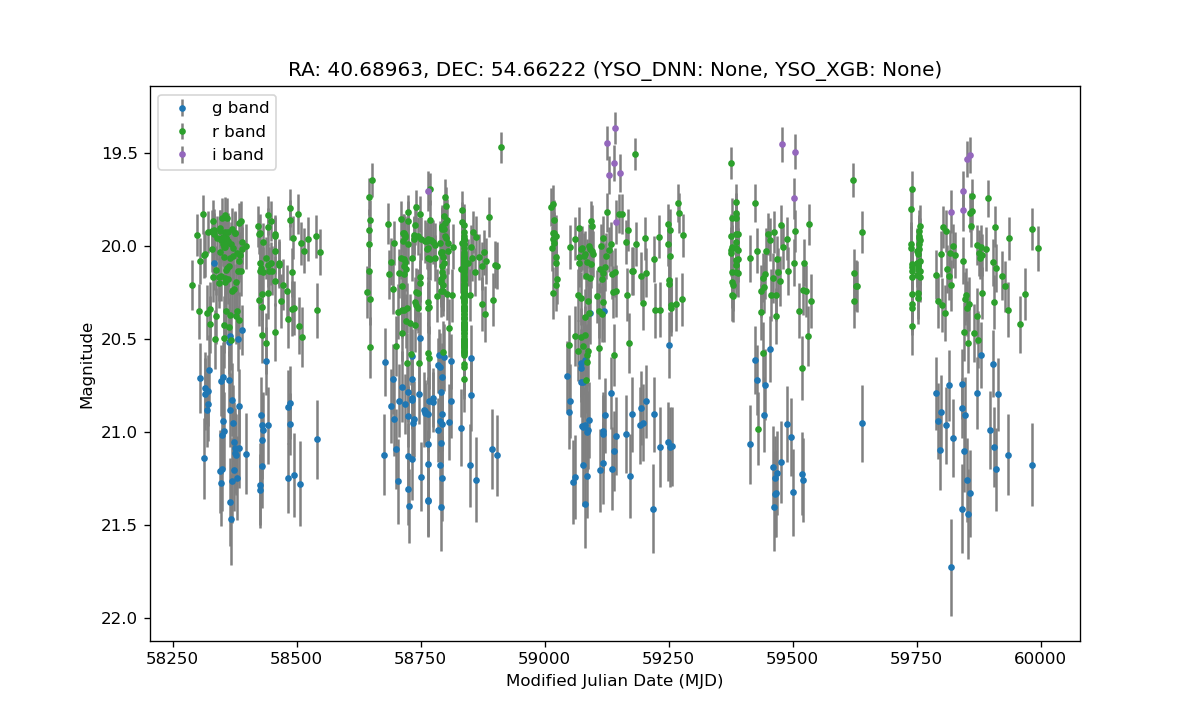 RA: 40.68963, DEC: 54.66222 (YSO_DNN: None, YSO_XGB: None)
g band
r band
i band
19.5
20.0
20.5
21.0
21.5
22.0
Magnitude
58250 58500 58750 59000 59250 59500 59750 60000
Modified Julian Date (MJD)